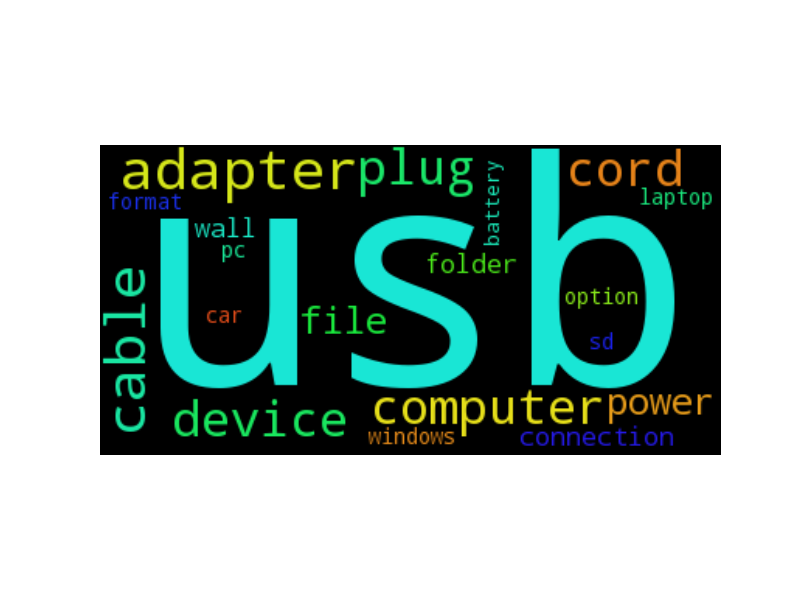 adapter plug cord
battery
format laptop
wall
usb
pc
folder
cable
option
car file
sd
device computer power
windows connection